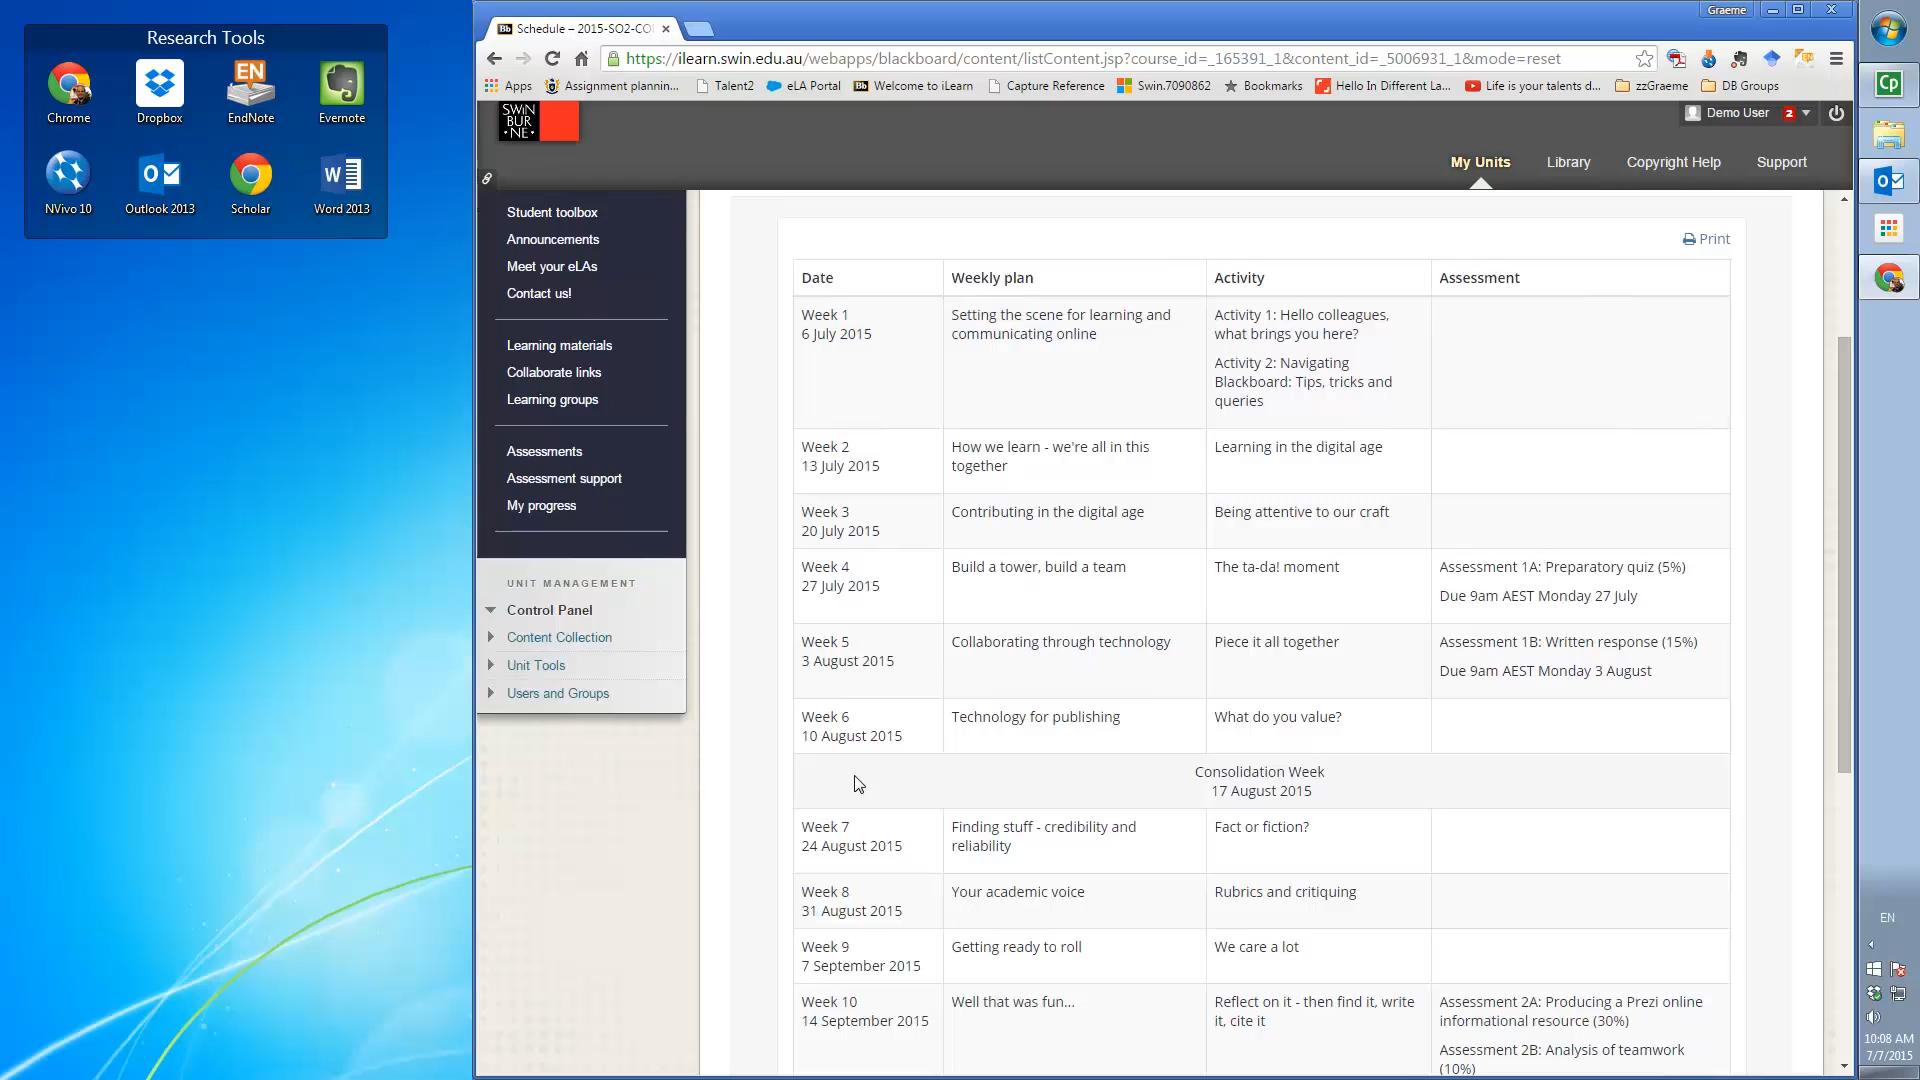 Research Tools
Chrome
Dropbox
EndNote
Evernote
NVivo 10
Outlook 2013
Scholar
Word 2013
Graeme
Schedule – 2015-SO2-CO
https://ilearn.swin.edu.au/webapps/blackboard/content/listContent.jsp?course_id=_165391_1&content_id=_5006931_1&mode=reset
Apps
Assignment plannin...
Talent2
eLA Portal
Welcome to iLearn
Capture Reference
Swin.7090862
Bookmarks
Hello In Different La...
Life is your talents d...
zzGraeme
DB Groups
SWIN
BUR
NE
Demo User 2
My Units
Library
Copyright Help
Support
Student toolbox
Announcements
Meet your eLAs
Contact us!
Learning materials
Collaborate links
Learning groups
Assessments
Assessment support
My progress
UNIT MANAGEMENT
Control Panel
Content Collection
Unit Tools
Users and Groups
Print
Date
Weekly plan
Activity
Assessment
Week 1
6 July 2015
Setting the scene for learning and
communicating online
Activity 1: Hello colleagues,
what brings you here?
Activity 2: Navigating
Blackboard: Tips, tricks and
queries
Week 2
13 July 2015
How we learn - we're all in this
together
Learning in the digital age
Week 3
20 July 2015
Contributing in the digital age
Being attentive to our craft
Week 4
27 July 2015
Build a tower, build a team
The ta-da! moment
Assessment 1A: Preparatory quiz (5%)
Due 9am AEST Monday 27 July
Week 5
3 August 2015
Collaborating through technology
Piece it all together
Assessment 1B: Written response (15%)
Due 9am AEST Monday 3 August
Week 6
10 August 2015
Technology for publishing
What do you value?
Consolidation Week
17 August 2015
Week 7
24 August 2015
Finding stuff - credibility and
reliability
Fact or fiction?
Week 8
31 August 2015
Your academic voice
Rubrics and critiquing
Week 9
7 September 2015
Getting ready to roll
We care a lot
Week 10
14 September 2015
Well that was fun...
Reflect on it - then find it, write
it, cite it
Assessment 2A: Producing a Prezi online
informational resource (30%)
Assessment 2B: Analysis of teamwork
(10%)
EN
10:08 AM
7/7/2015